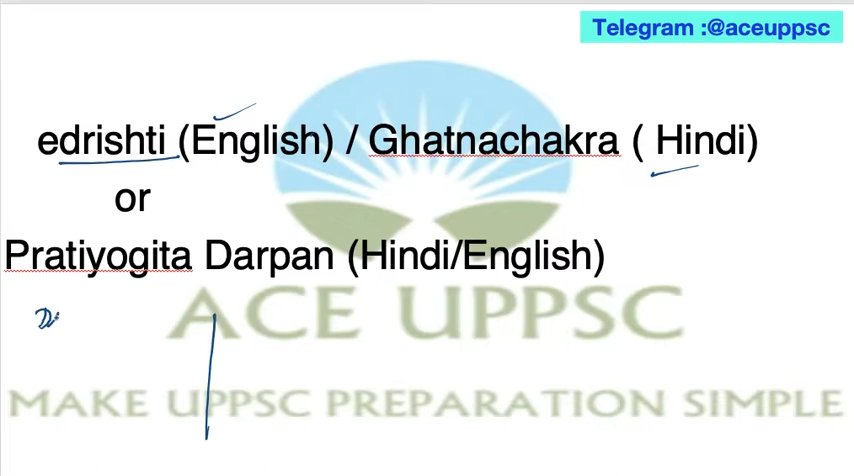 Telegram :@aceuppsc
edrishti (English) / Ghatnachakra ( Hindi)
or
Pratiyogita Darpan (Hindi/English)
ACE UPPSC
MAKE UPPSC PREPARATION SIMPLE